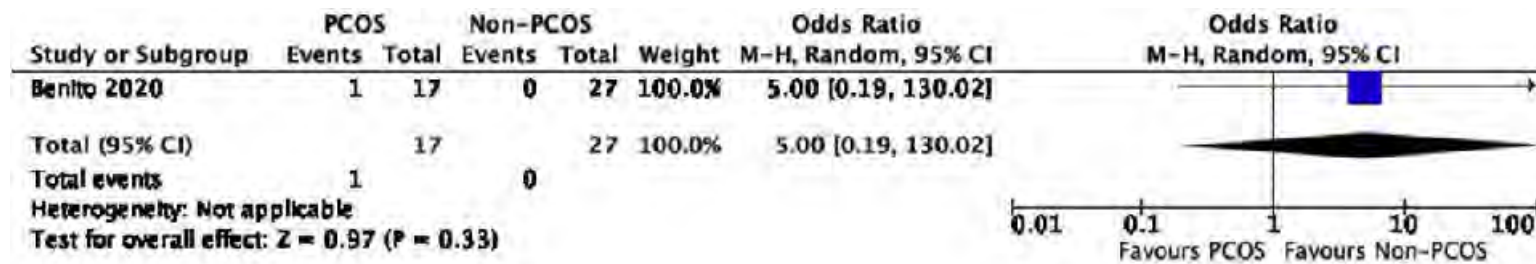 PCOS Non-PCOS Odds Ratio Odds Ratio
Study or Subgroup Events Total Events Total Weight M-H, Random, 95% CI M-H, Random, 95% CI
Benito 2020 1 17 0 27 100.0% 5.00 [0.19, 130.02]
Total (95% CI) 17 27 100.0% 5.00 [0.19, 130.02]
Total events 1 0
Heterogeneity: Not applicable
Test for overall effect: Z = 0.97 (P = 0.33)
0.01 0.1 1 10 100
Favours PCOS Favours Non-PCOS